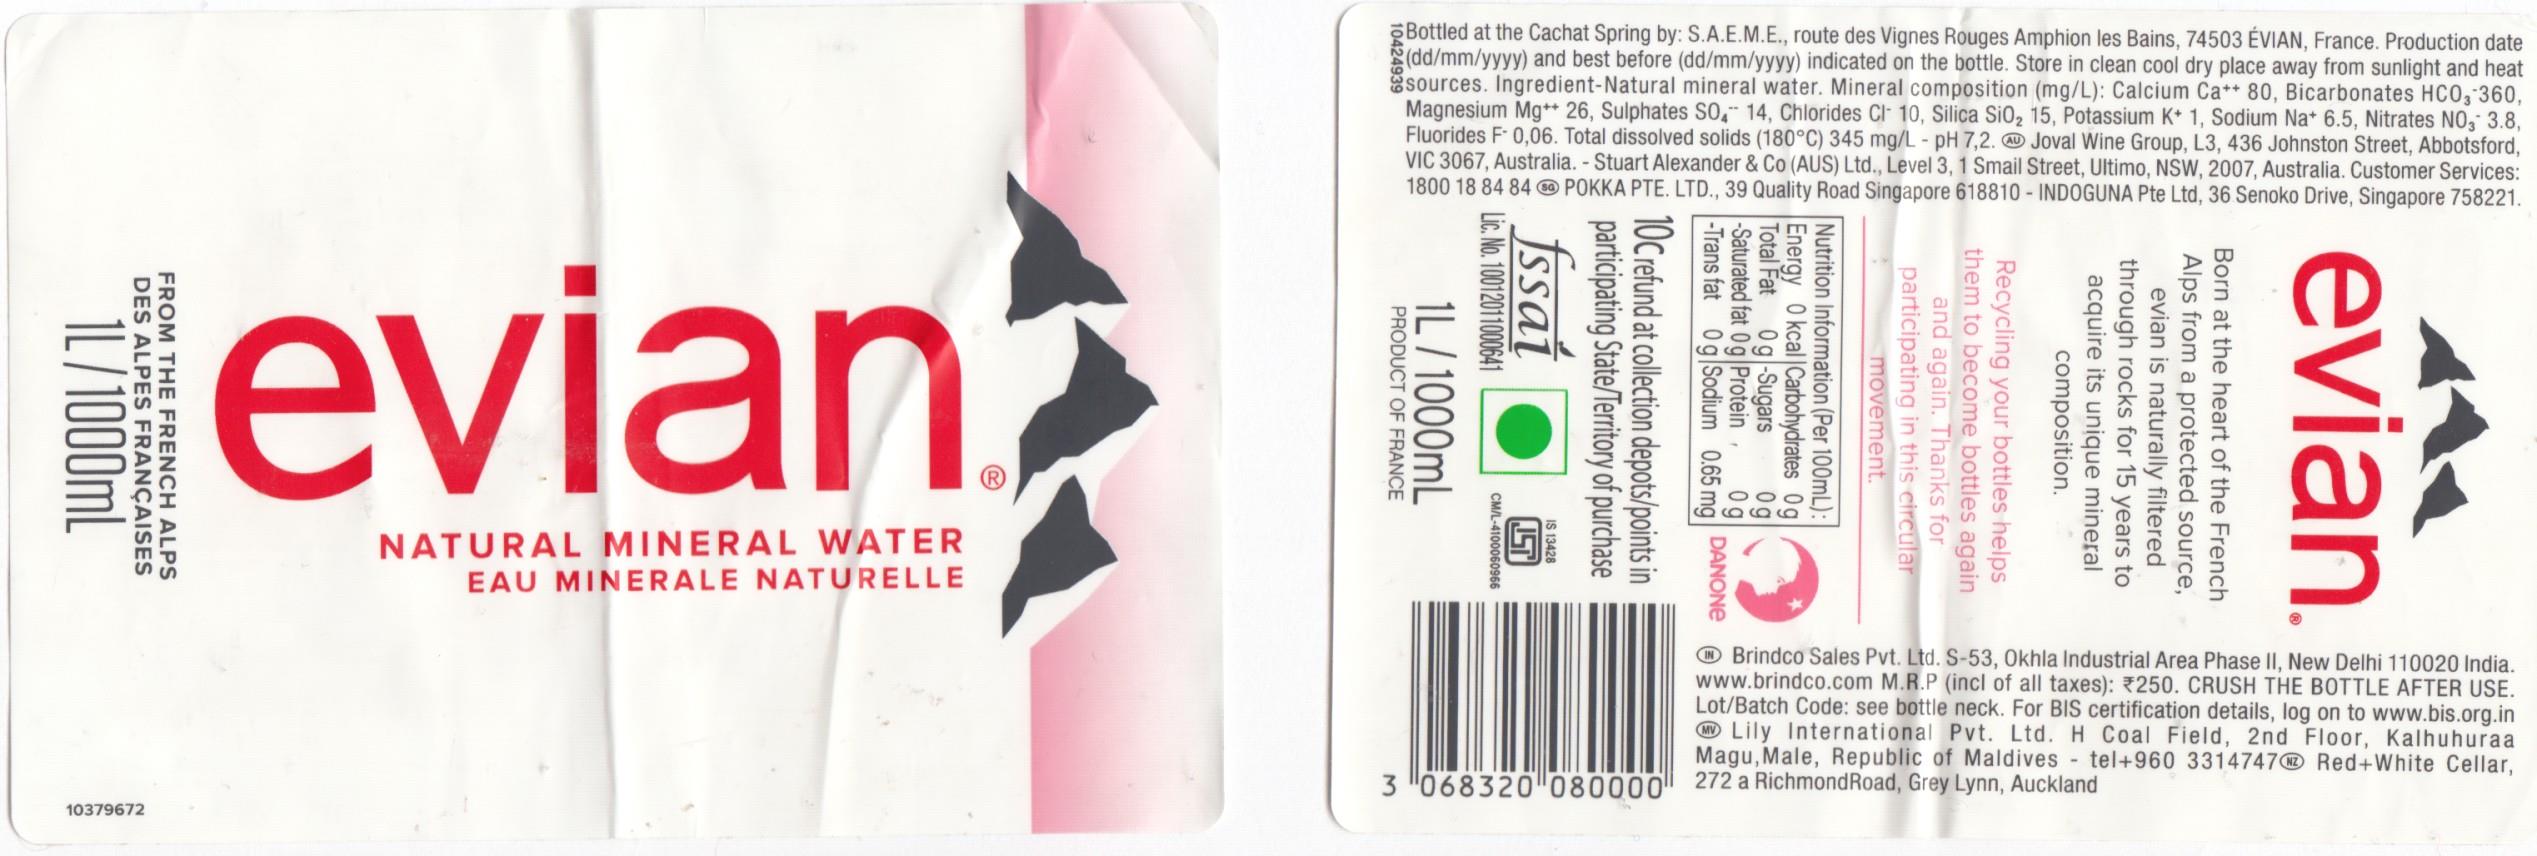 evian®
NATURAL MINERAL WATER
EAU MINERALE NATURELLE
FROM THE FRENCH ALPS
DES ALPES FRANÇAISES
1L / 1000mL
10379672
10424939
Bottled at the Cachat Spring by: S.A.E.M.E., route des Vignes Rouges Amphion les Bains, 74503 ÉVIAN, France. Production date
(dd/mm/yyyy) and best before (dd/mm/yyyy) indicated on the bottle. Store in clean cool dry place away from sunlight and heat
sources. Ingredient-Natural mineral water. Mineral composition (mg/L): Calcium Ca⁺⁺ 80, Bicarbonates HCO₃⁻360,
Magnesium Mg⁺⁺ 26, Sulphates SO₄⁻⁻ 14, Chlorides Cl⁻ 10, Silica SiO₂ 15, Potassium K⁺ 1, Sodium Na⁺ 6.5, Nitrates NO₃⁻ 3.8,
Fluorides F⁻ 0,06. Total dissolved solids (180°C) 345 mg/L - pH 7,2. AU Joval Wine Group, L3, 436 Johnston Street, Abbotsford,
VIC 3067, Australia. - Stuart Alexander & Co (AUS) Ltd., Level 3, 1 Smail Street, Ultimo, NSW, 2007, Australia. Customer Services:
1800 18 84 84 SG POKKA PTE. LTD., 39 Quality Road Singapore 618810 - INDOGUNA Pte Ltd, 36 Senoko Drive, Singapore 758221.
evian®
Born at the heart of the French
Alps from a protected source,
evian is naturally filtered
through rocks for 15 years to
acquire its unique mineral
composition.
Recycling your bottles helps
them to become bottles again
and again. Thanks for
participating in this circular
movement.
Nutrition Information (Per 100mL):
Energy 0 kcal Carbohydrates 0 g
Total Fat 0 g -Sugars 0 g
-Saturated fat 0 g Protein , 0 g
-Trans fat 0 g Sodium 0.65 mg
DANONE
10c refund at collection depots/points in
participating State/Territory of purchase
fssai
Lic. No. 10012011000641
IS 13428
ISI
CM/L-4100060966
1L / 1000mL
PRODUCT OF FRANCE
3 068320 080000
IN Brindco Sales Pvt. Ltd. S-53, Okhla Industrial Area Phase II, New Delhi 110020 India.
www.brindco.com M.R.P (incl of all taxes): ₹250. CRUSH THE BOTTLE AFTER USE.
Lot/Batch Code: see bottle neck. For BIS certification details, log on to www.bis.org.in
MV Lily International Pvt. Ltd. H Coal Field, 2nd Floor, Kalhuhuraa
Magu,Male, Republic of Maldives - tel+960 3314747 NZ Red+White Cellar,
272 a RichmondRoad, Grey Lynn, Auckland